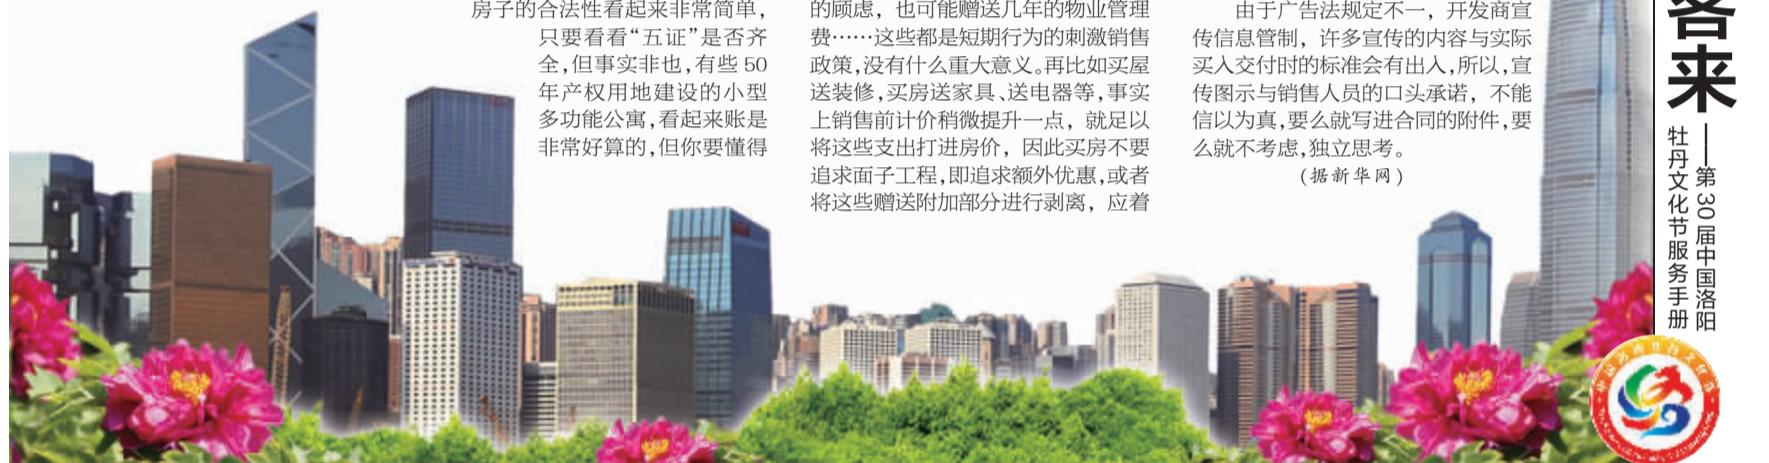 房子的合法性看起来非常简单，
只要看看“五证”是否齐
全，但事实非也，有些 50
年产权用地建设的小型
多功能公寓，看起来账是
非常好算的，但你要懂得
的顾虑，也可能赠送几年的物业管理
费……这些都是短期行为的刺激销售
政策，没有什么重大意义。再比如买屋
送装修，买房送家具、送电器等，事实
上销售前计价稍微提升一点，就足以
将这些支出打进房价，因此买房不要
追求面子工程，即追求额外优惠，或者
将这些赠送附加部分进行剥离，应着
由于广告法规定不一，开发商宣
传信息管制，许多宣传的内容与实际
买入交付时的标准会有出入，所以，宣
传图示与销售人员的口头承诺，不能
信以为真，要么就写进合同的附件，要
么就不考虑，独立思考。
（据新华网）
客来
——第30届中国洛阳
牡丹文化节服务手册